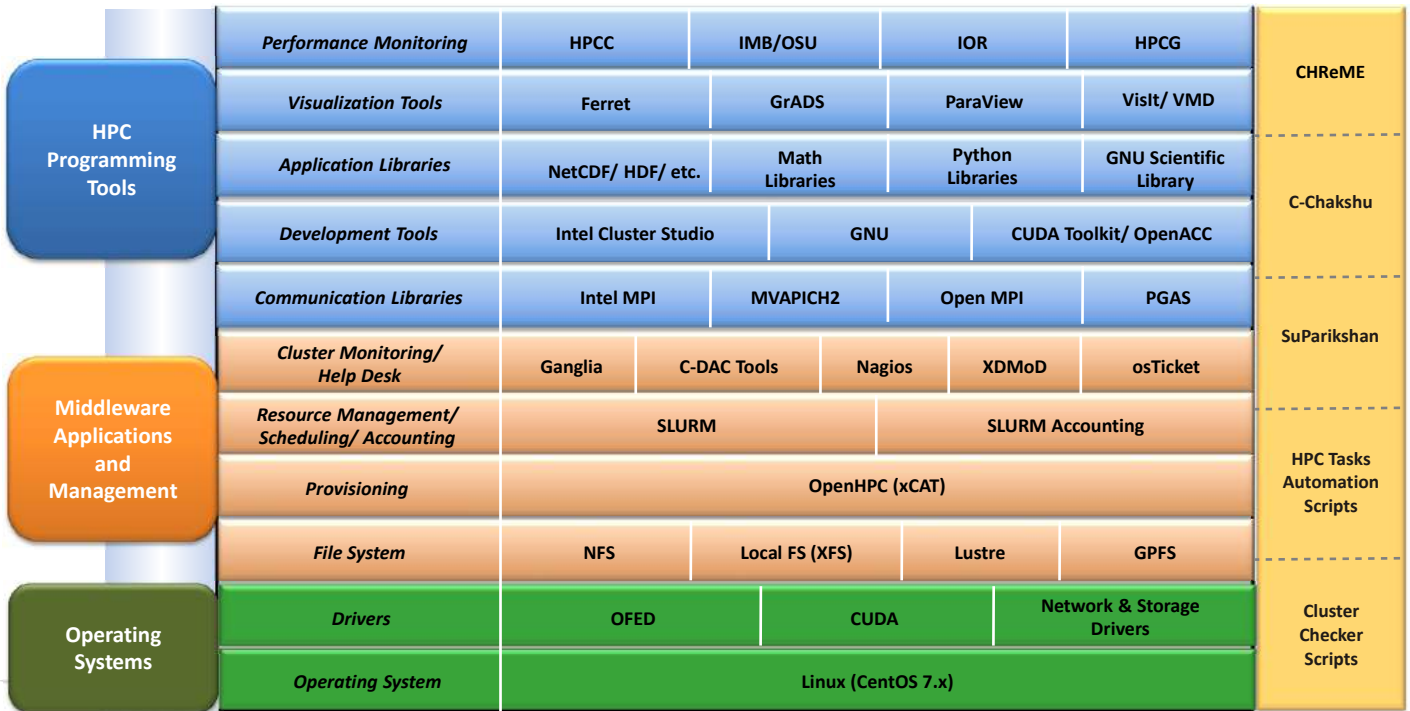 HPC
Programming
Tools
Performance Monitoring
HPCC
IMB/OSU
IOR
HPCG
Visualization Tools
Ferret
GrADS
ParaView
VisIt/ VMD
Application Libraries
NetCDF/ HDF/ etc.
Math
Libraries
Python
Libraries
GNU Scientific
Library
Development Tools
Intel Cluster Studio
GNU
CUDA Toolkit/ OpenACC
Communication Libraries
Intel MPI
MVAPICH2
Open MPI
PGAS
Middleware
Applications
and
Management
Cluster Monitoring/
Help Desk
Ganglia
C-DAC Tools
Nagios
XDMoD
osTicket
Resource Management/
Scheduling/ Accounting
SLURM
SLURM Accounting
Provisioning
OpenHPC (xCAT)
File System
NFS
Local FS (XFS)
Lustre
GPFS
Operating
Systems
Drivers
OFED
CUDA
Network & Storage
Drivers
Operating System
Linux (CentOS 7.x)
CHReME
C-Chakshu
SuParikshan
HPC Tasks
Automation
Scripts
Cluster
Checker
Scripts